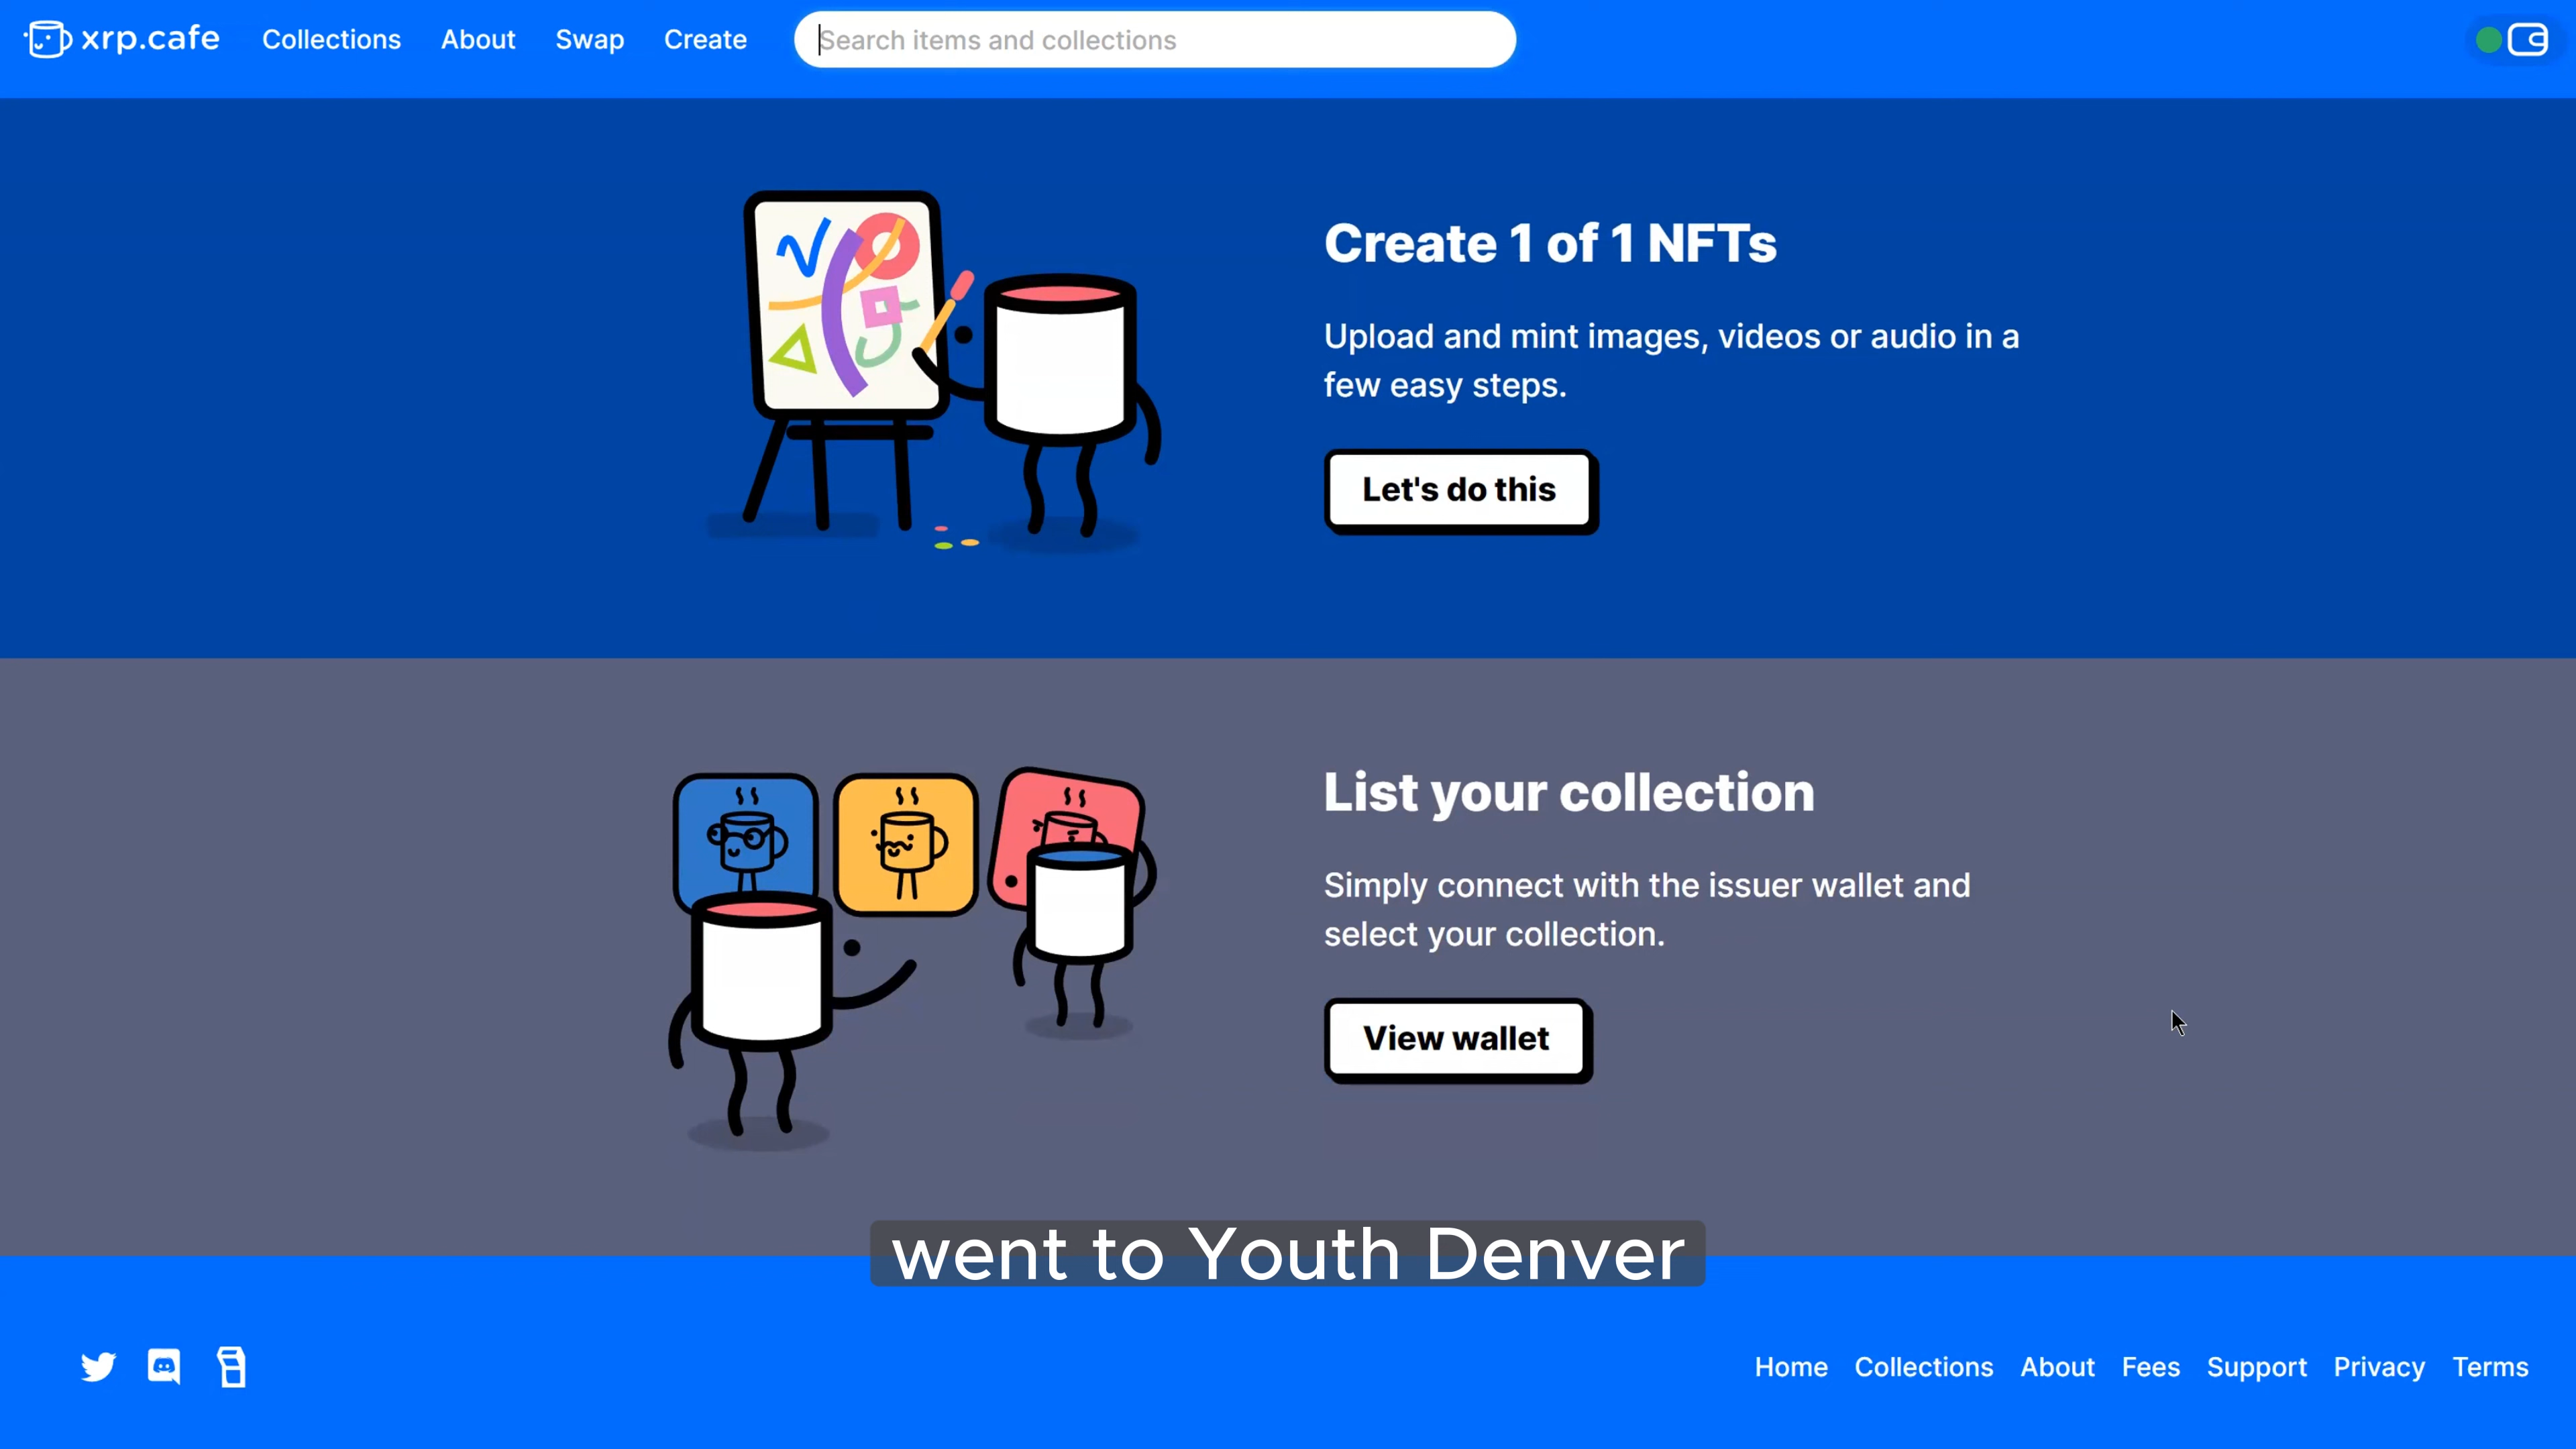 xrp.cafe
Collections
About
Swap
Create
Search items and collections
Create 1 of 1 NFTs
Upload and mint images, videos or audio in a
few easy steps.
Let's do this
List your collection
Simply connect with the issuer wallet and
select your collection.
View wallet
went to Youth Denver
Home
Collections
About
Fees
Support
Privacy
Terms